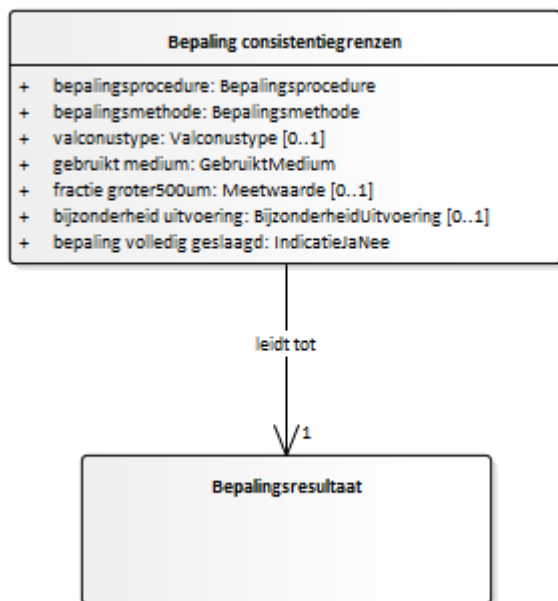 Bepaling consistentiegrenzen
+ bepalingsprocedure: Bepalingsprocedure
+ bepalingsmethode: Bepalingsmethode
+ valconustype: Valconustype [0..1]
+ gebruikt medium: GebruiktMedium
+ fractie groter500um: Meetwaarde [0..1]
+ bijzonderheid uitvoering: BijzonderheidUitvoering [0..1]
+ bepaling volledig geslaagd: IndicatieJaNee
leidt tot
1
Bepalingsresultaat